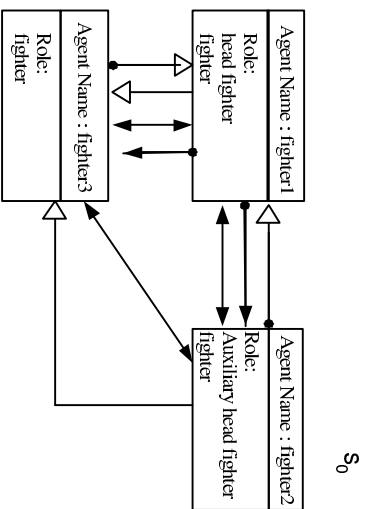 Agent Name : fighter1
Role:
head fighter
fighter
Agent Name : fighter3
Role:
fighter
Agent Name : fighter2
Role:
Auxiliary head fighter
fighter
S0